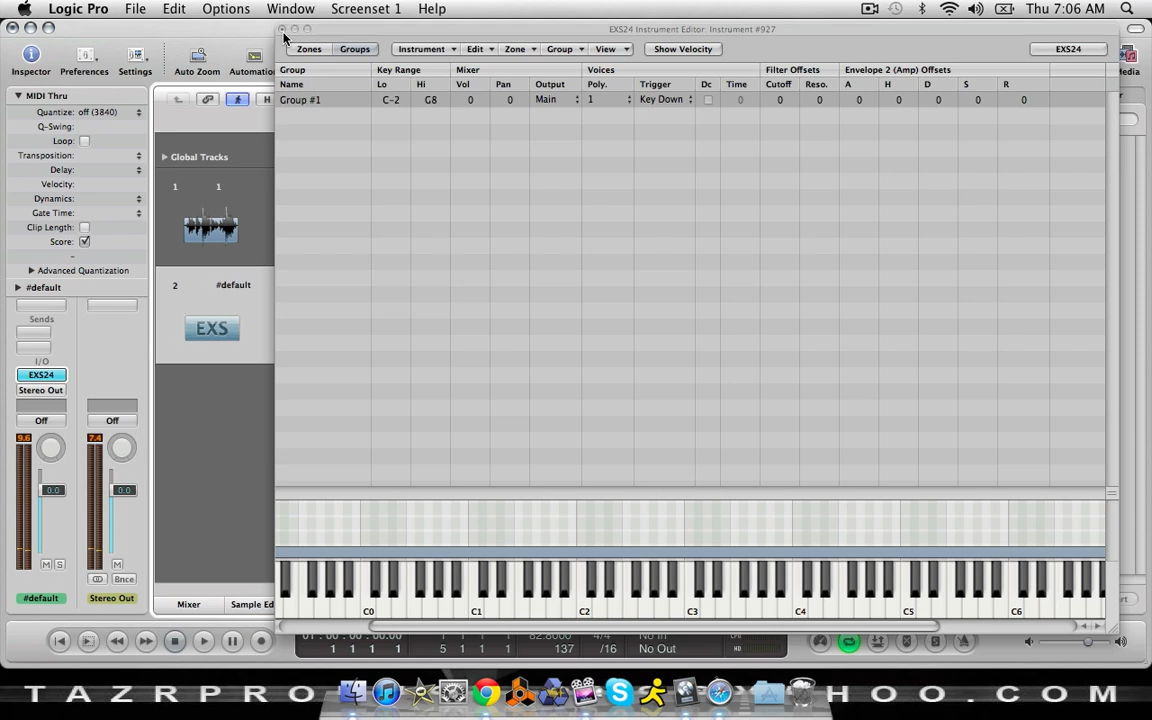 Logic Pro File Edit Options Window Screenset 1 Help Thu 7:06 AM
EXS24 Instrument Editor: Instrument #927
Inspector Preferences Settings Auto Zoom Automation Media
Zones Groups Instrument Edit Zone Group View Show Velocity EXS24
Group Key Range Mixer Voices Filter Offsets Envelope 2 (Amp) Offsets
Name Lo Hi Vol Pan Output Poly. Trigger Dc Time Cutoff Reso. A H D S R
Group #1 C-2 G8 0 0 Main 1 Key Down 0 0 0 0 0 0 0 0
MIDI Thru
Quantize: off (3840)
Q-Swing:
Loop:
Transposition:
Delay:
Velocity:
Dynamics:
Gate Time:
Clip Length:
Score:
-
Advanced Quantization
#default
Sends
I/O
EXS24
Stereo Out
Off Off
9.6 7.4
0.0 0.0
M S M
Bnce
#default Stereo Out
H
Global Tracks
1 1
2 #default
EXS
Mixer Sample Ed
C0 C1 C2 C3 C4 C5 C6
1 1 1 1 5 1 1 1 137 /16 No Out
TAZRPRO HOO.COM